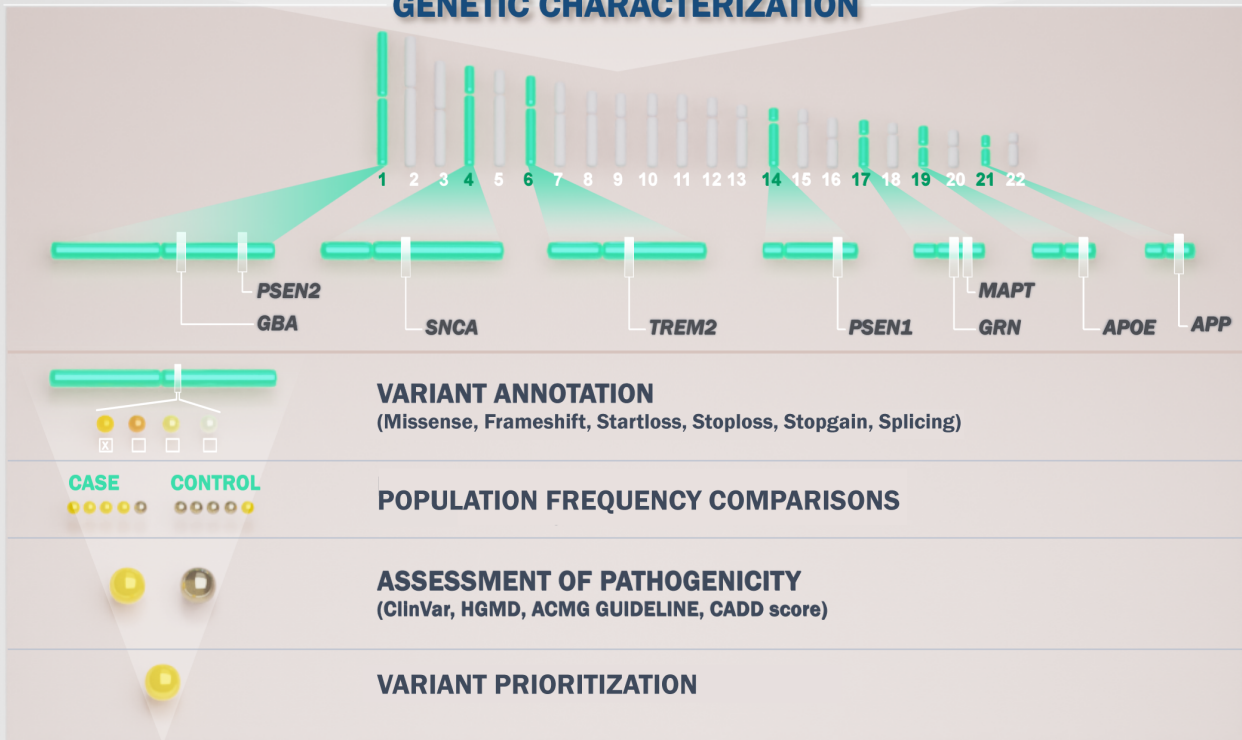 GENETIC CHARACTERIZATION
1 2 3 4 5 6 7 8 9 10 11 12 13 14 15 16 17 18 19 20 21 22
PSEN2
MAPT
GBA
SNCA
TREM2
PSEN1
GRN
APOE
APP
VARIANT ANNOTATION
(Missense, Frameshift, Startloss, Stoploss, Stopgain, Splicing)
X
CASE
CONTROL
POPULATION FREQUENCY COMPARISONS
ASSESSMENT OF PATHOGENICITY
(ClinVar, HGMD, ACMG GUIDELINE, CADD score)
VARIANT PRIORITIZATION